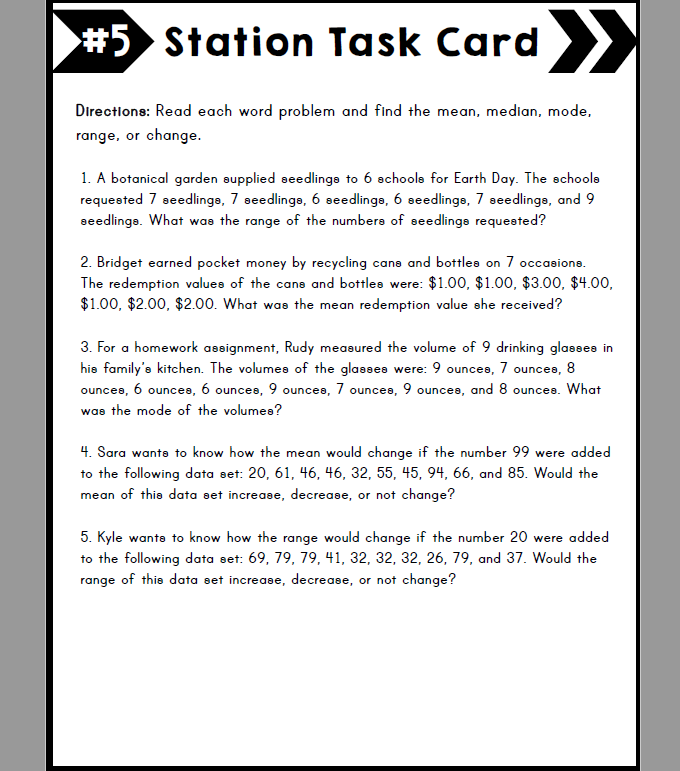 #5 Station Task Card
Directions: Read each word problem and find the mean, median, mode,
range, or change.
1. A botanical garden supplied seedlings to 6 schools for Earth Day. The schools
requested 7 seedlings, 7 seedlings, 6 seedlings, 6 seedlings, 7 seedlings, and 9
seedlings. What was the range of the numbers of seedlings requested?
2. Bridget earned pocket money by recycling cans and bottles on 7 occasions.
The redemption values of the cans and bottles were: $1.00, $1.00, $3.00, $4.00,
$1.00, $2.00, $2.00. What was the mean redemption value she received?
3. For a homework assignment, Rudy measured the volume of 9 drinking glasses in
his family's kitchen. The volumes of the glasses were: 9 ounces, 7 ounces, 8
ounces, 6 ounces, 6 ounces, 9 ounces, 7 ounces, 9 ounces, and 8 ounces. What
was the mode of the volumes?
4. Sara wants to know how the mean would change if the number 99 were added
to the following data set: 20, 61, 46, 46, 32, 55, 45, 94, 66, and 85. Would the
mean of this data set increase, decrease, or not change?
5. Kyle wants to know how the range would change if the number 20 were added
to the following data set: 69, 79, 79, 41, 32, 32, 32, 26, 79, and 37. Would the
range of this data set increase, decrease, or not change?